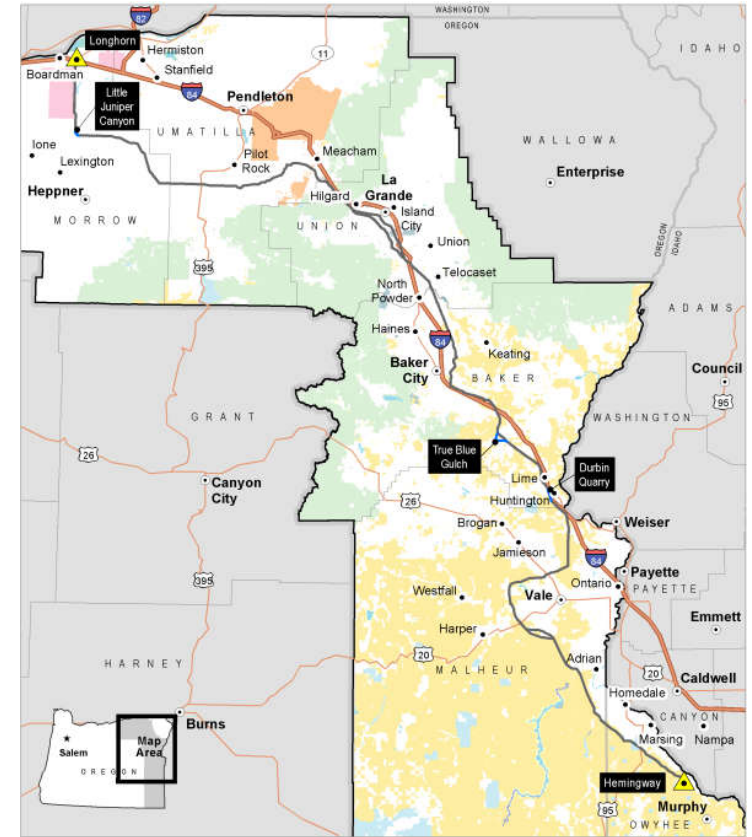 WASHINGTON
OREGON
82
Longhorn
IDAHO
Hermiston
11
Boardman
Stanfield
84
Little
Juniper
Canyon
Pendleton
UMATILLA
WALLOWA
Ione
Lexington
Pilot
Rock
Meacham
Enterprise
Heppner
La
Grande
Hilgard
Island
City
MORROW
UNION
Union
OREGON
IDAHO
395
Telocaset
North
Powder
ADAMS
Haines
84
Keating
Baker
City
BAKER
Council
95
GRANT
WASHINGTON
26
True Blue
Gulch
Lime
Durbin
Quarry
Canyon
City
Huntington
26
Brogan
Weiser
Jamieson
84
Payette
395
Ontario
PAYETTE
Westfall
Vale
Emmett
Harper
20
HARNEY
MALHEUR
Adrian
20
Caldwell
Homedale
CANYON
Burns
Marsing
Nampa
Salem
Map
Area
OREGON
Hemingway
95
Murphy
OWYHEE